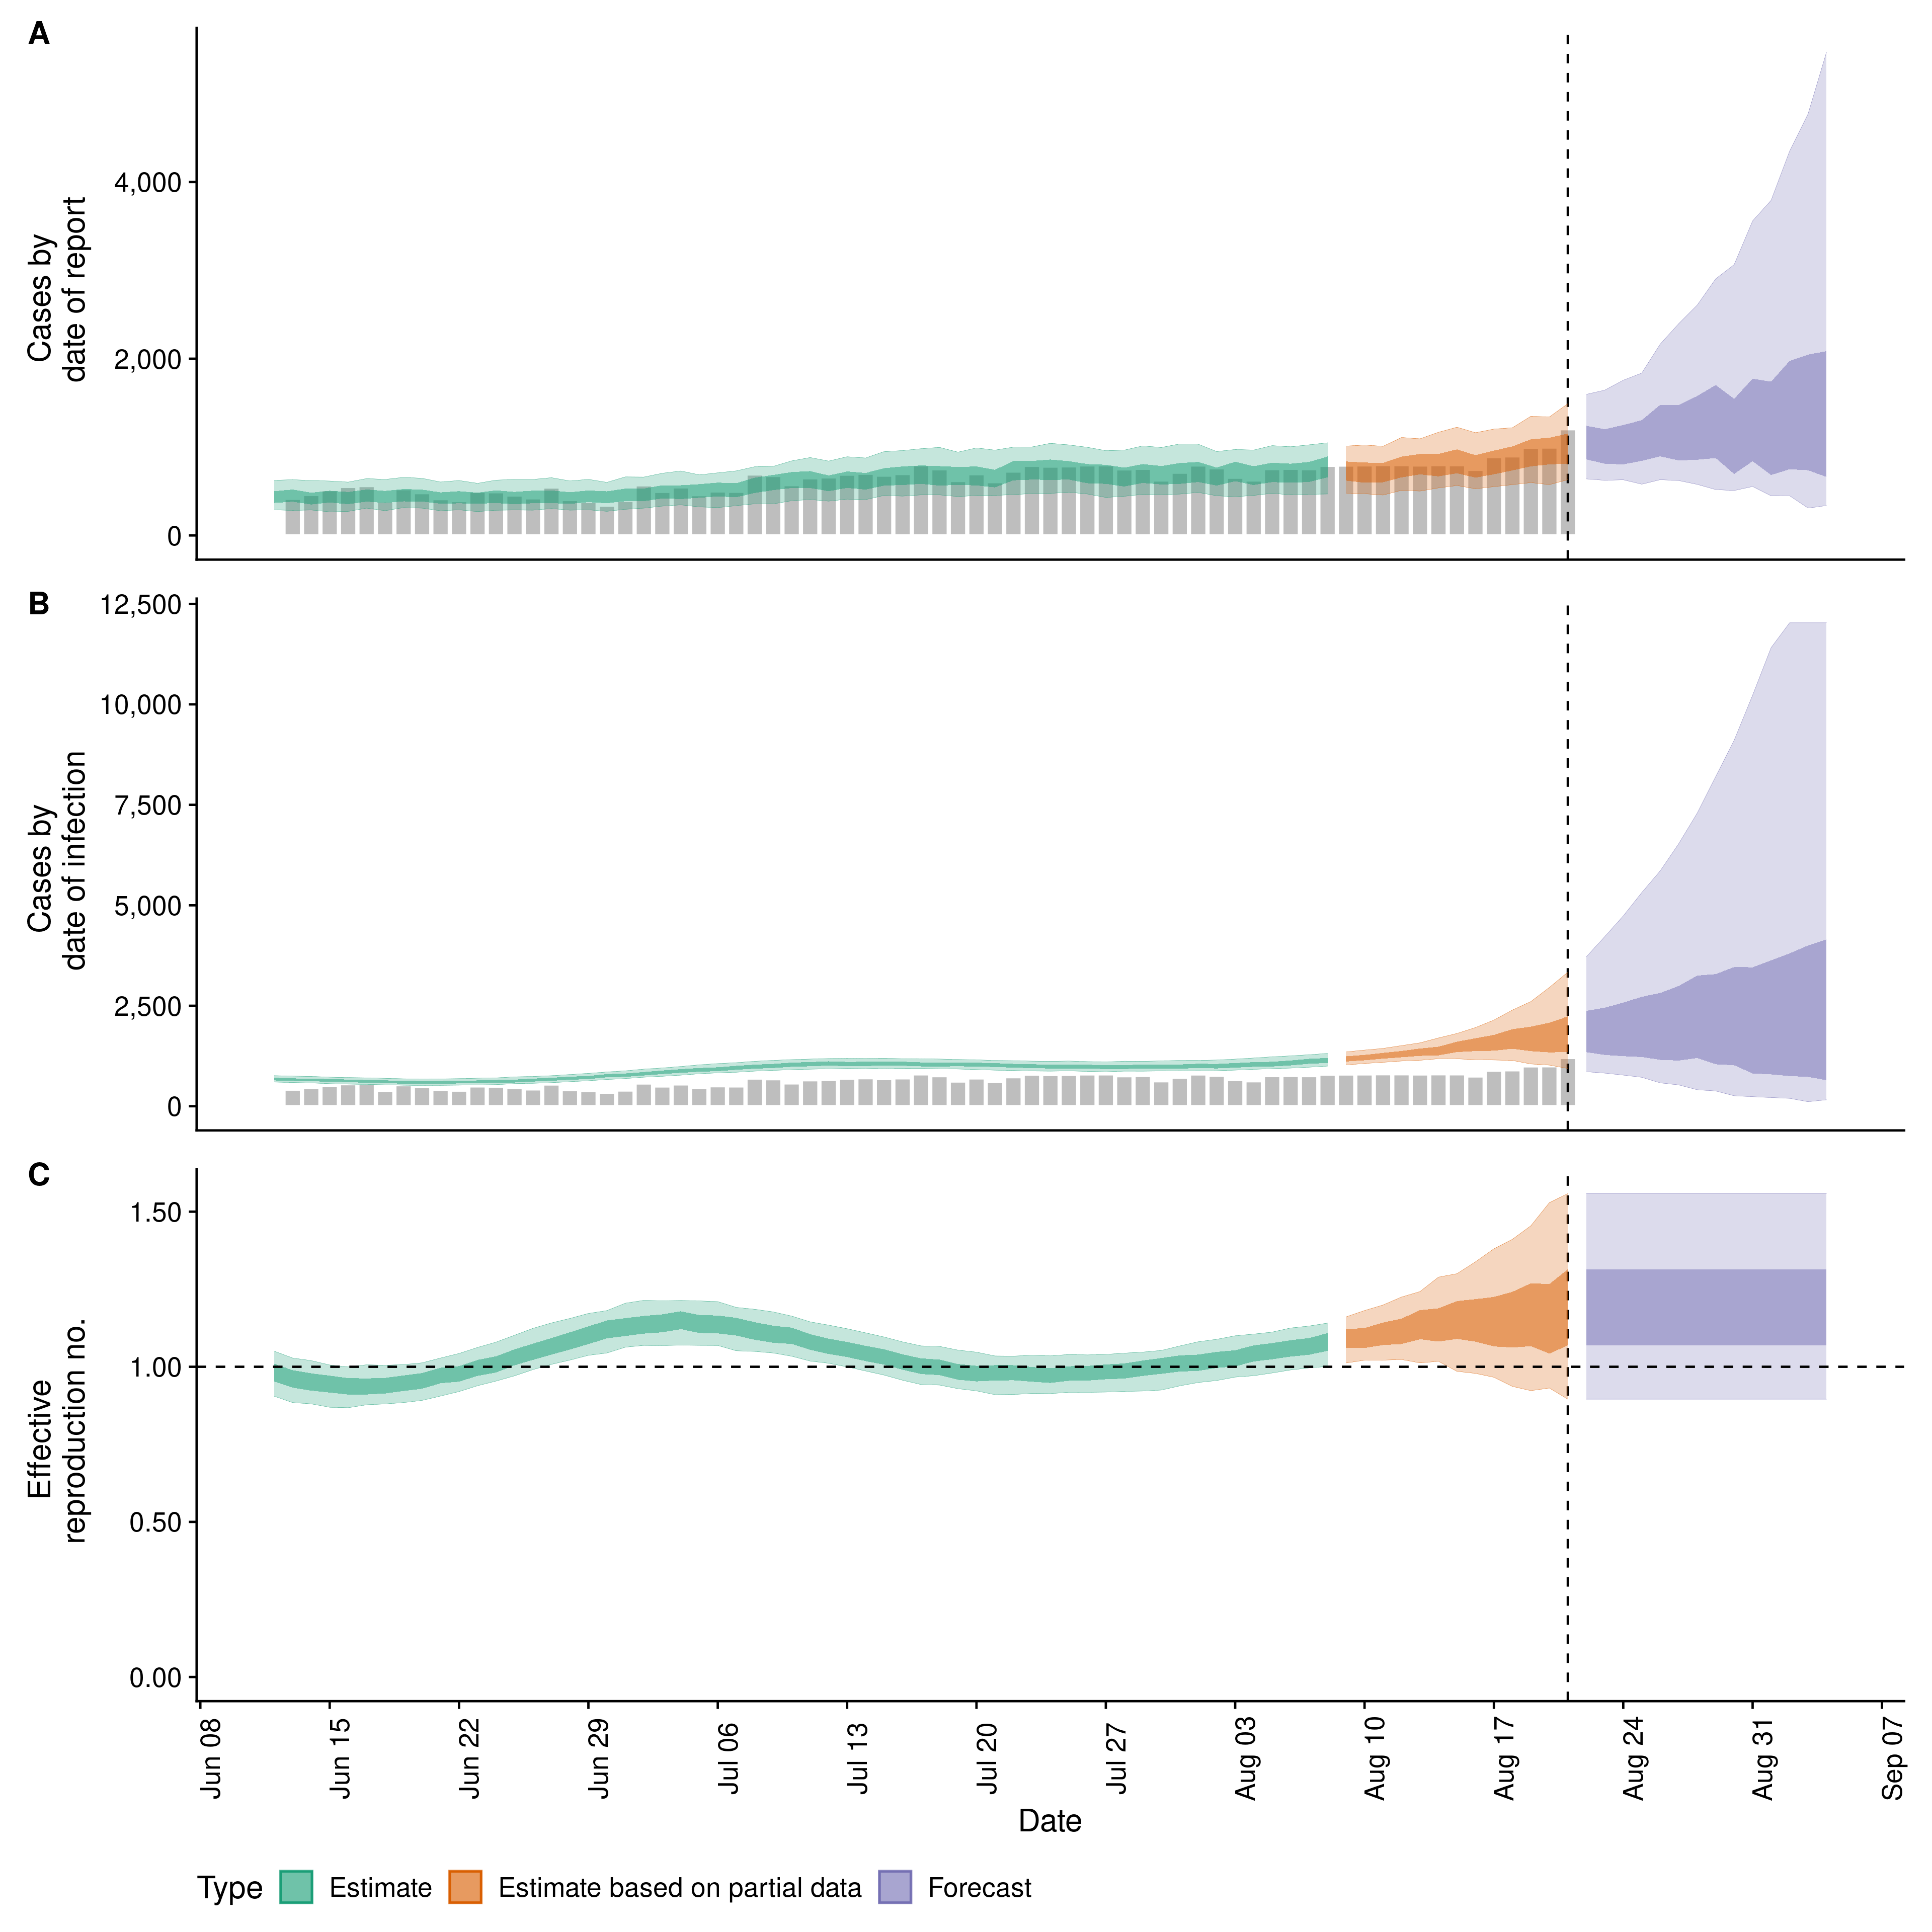 A
Cases by
date of report
4,000
2,000
0
B
Cases by
date of infection
12,500
10,000
7,500
5,000
2,500
0
C
Effective
reproduction no.
1.50
1.00
0.50
0.00
Jun 08
Jun 15
Jun 22
Jun 29
Jul 06
Jul 13
Jul 20
Jul 27
Aug 03
Aug 10
Aug 17
Aug 24
Aug 31
Sep 07
Date
Type Estimate Estimate based on partial data Forecast